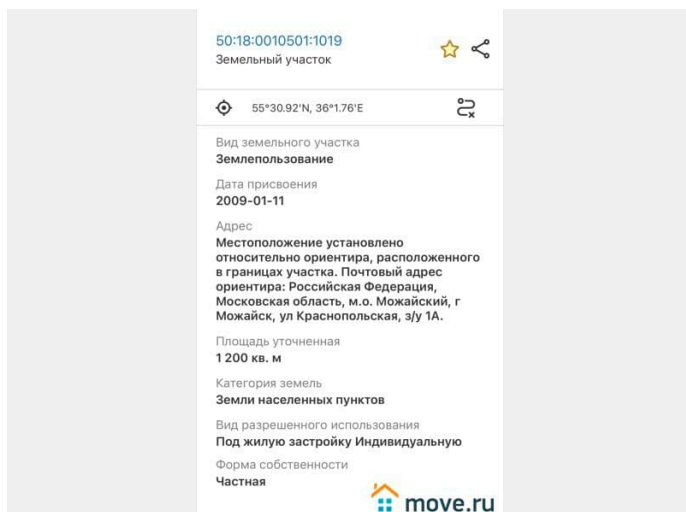 50:18:0010501:1019
Земельный участок
55°30.92'N, 36°1.76'E
Вид земельного участка
Землепользование
Дата присвоения
2009-01-11
Адрес
Местоположение установлено
относительно ориентира, расположенного
в границах участка. Почтовый адрес
ориентира: Российская Федерация,
Московская область, м.о. Можайский, г
Можайск, ул Краснопольская, з/у 1А.
Площадь уточненная
1 200 кв. м
Категория земель
Земли населенных пунктов
Вид разрешенного использования
Под жилую застройку Индивидуальную
Форма собственности
Частная
move.ru